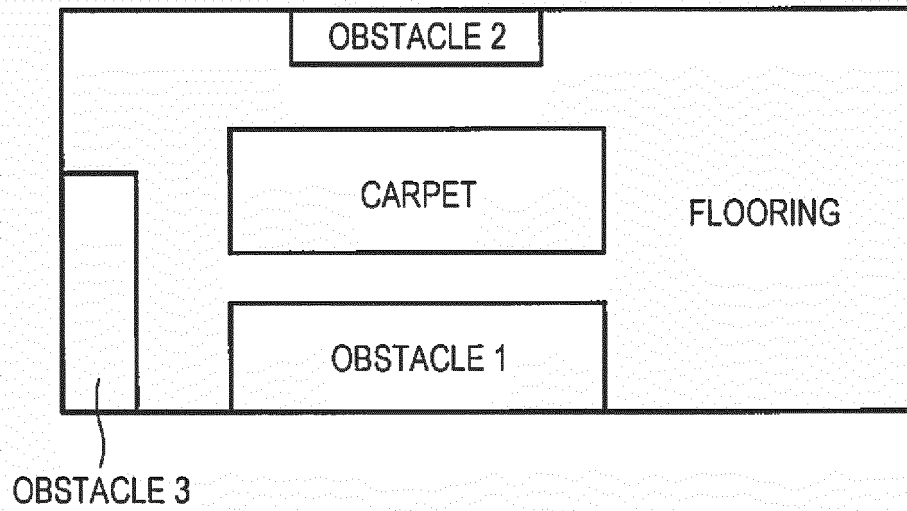 OBSTACLE 2
CARPET
FLOORING
OBSTACLE 1
OBSTACLE 3